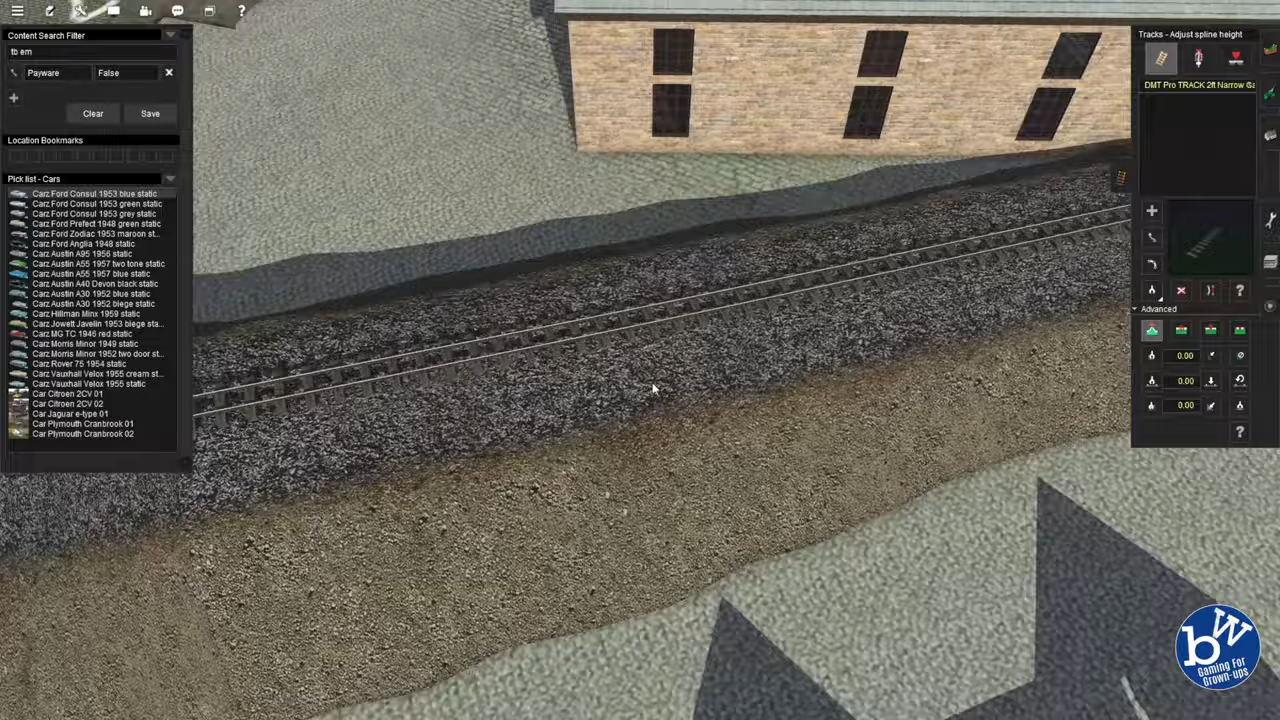 ?
Content Search Filter
tb em
Payware False
Clear Save
Location Bookmarks
Pick list - Cars
Carz Ford Consul 1953 blue static
Carz Ford Consul 1953 green static
Carz Ford Consul 1953 grey static
Carz Ford Prefect 1948 green static
Carz Ford Zodiac 1953 maroon st...
Carz Ford Anglia 1948 static
Carz Austin A95 1956 static
Carz Austin A55 1957 two tone static
Carz Austin A55 1957 blue static
Carz Austin A40 Devon black static
Carz Austin A30 1952 blue static
Carz Austin A30 1952 biege static
Carz Hillman Minx 1959 static
Carz Jowett Javelin 1953 biege sta...
Carz MG TC 1946 red static
Carz Morris Minor 1949 static
Carz Morris Minor 1952 two door st...
Carz Rover 75 1954 static
Carz Vauxhall Velox 1955 cream st...
Carz Vauxhall Velox 1955 static
Car Citroen 2CV 01
Car Citroen 2CV 02
Car Jaguar e-type 01
Car Plymouth Cranbrook 01
Car Plymouth Cranbrook 02
Tracks - Adjust spline height
DMT Pro TRACK 2ft Narrow Ga
?
Advanced
0.00
0.00
0.00
?
bW
Gaming For
Grown-ups